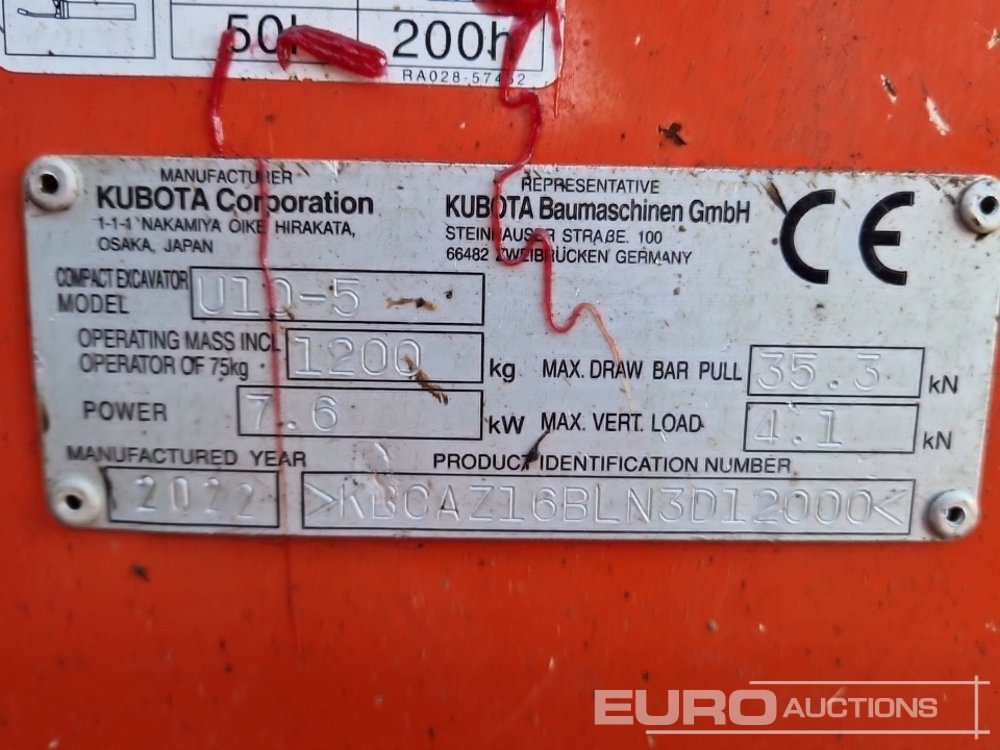 50h 200h
RA028-57452
MANUFACTURER
KUBOTA Corporation
1-1-1 NAKAMIYA OIKE HIRAKATA,
OSAKA, JAPAN
REPRESENTATIVE
KUBOTA Baumaschinen GmbH
STEINHAUSER STRAßE 100
66482 ZWEIBRÜCKEN GERMANY
CE
COMPACT EXCAVATOR
MODEL U10-5
OPERATING MASS INCL
OPERATOR OF 75kg 1200 kg
MAX. DRAW BAR PULL 35.3 kN
POWER 7.6 kW
MAX. VERT. LOAD 4.1 kN
MANUFACTURED YEAR
2022
PRODUCT IDENTIFICATION NUMBER
>KBCAZ16BLN3D12000<
EURO AUCTIONS